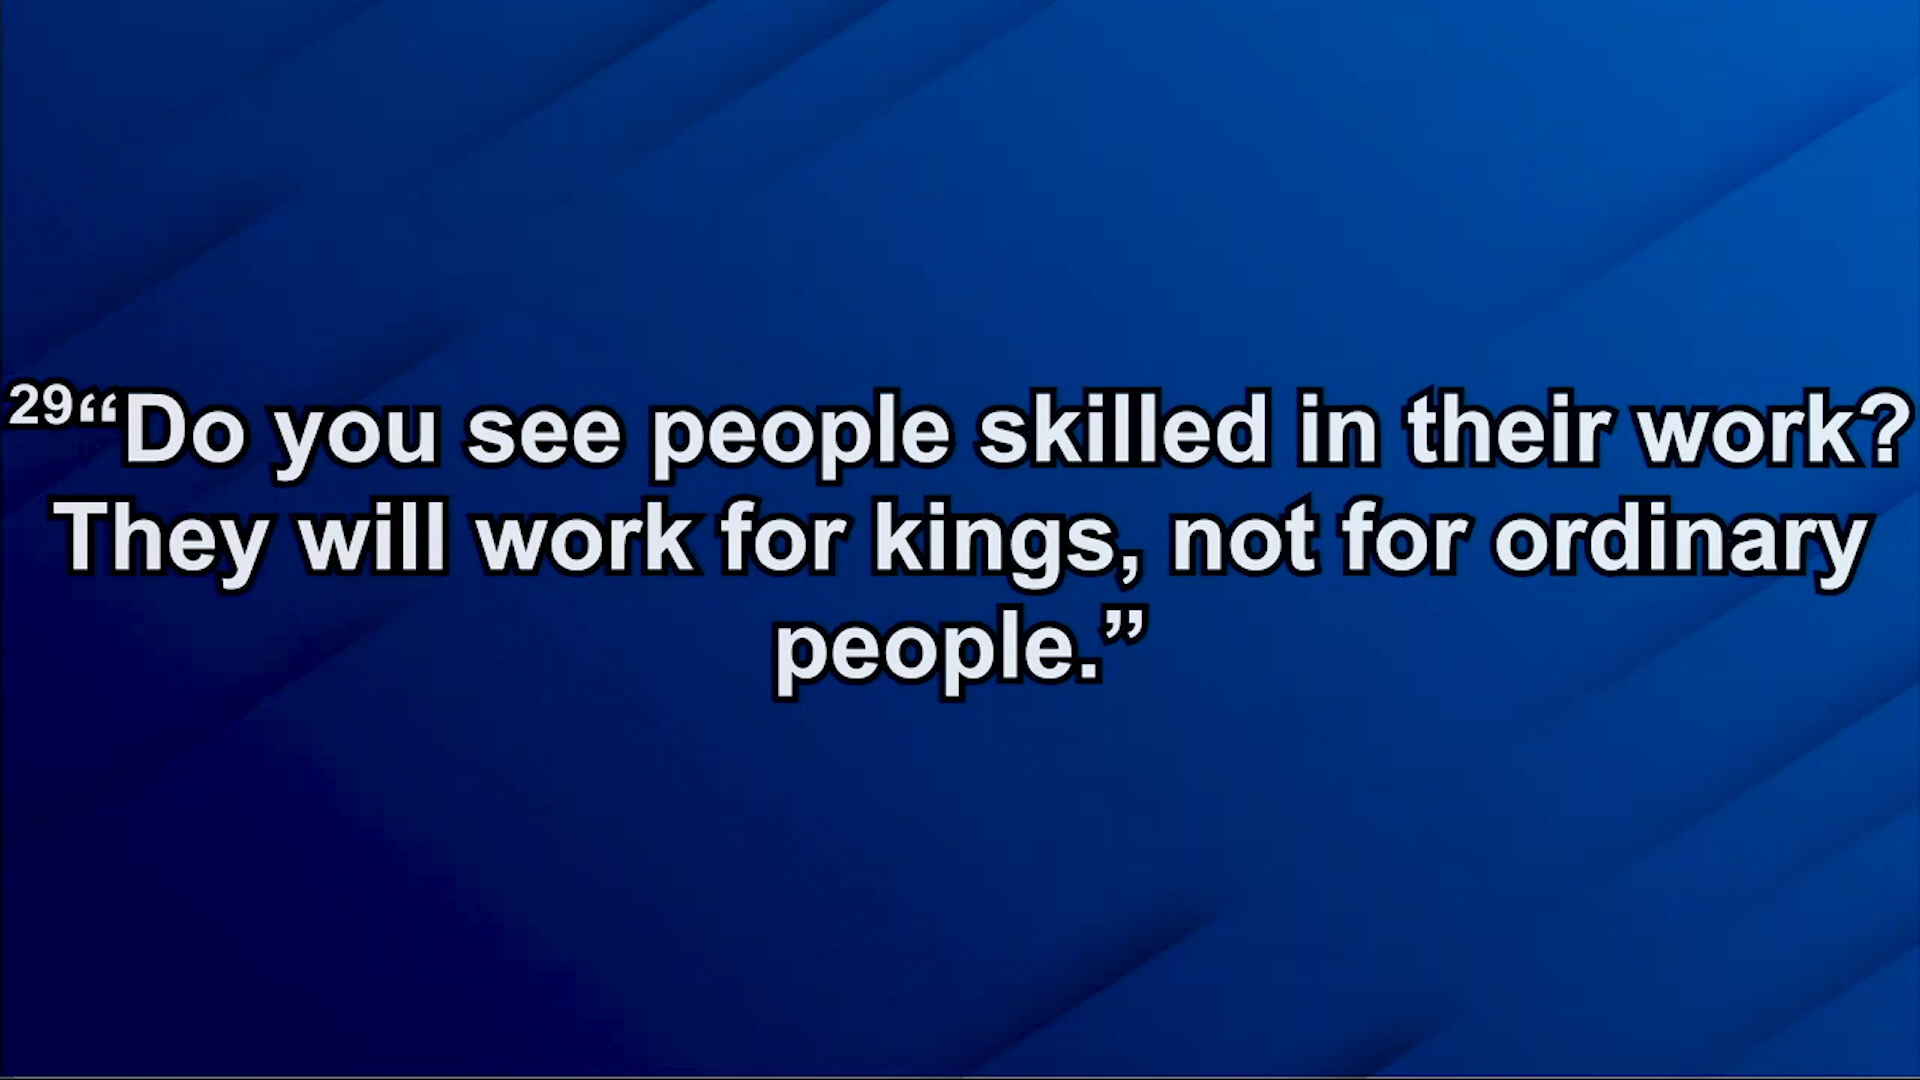 ²⁹“Do you see people skilled in their work?
They will work for kings, not for ordinary
people.”